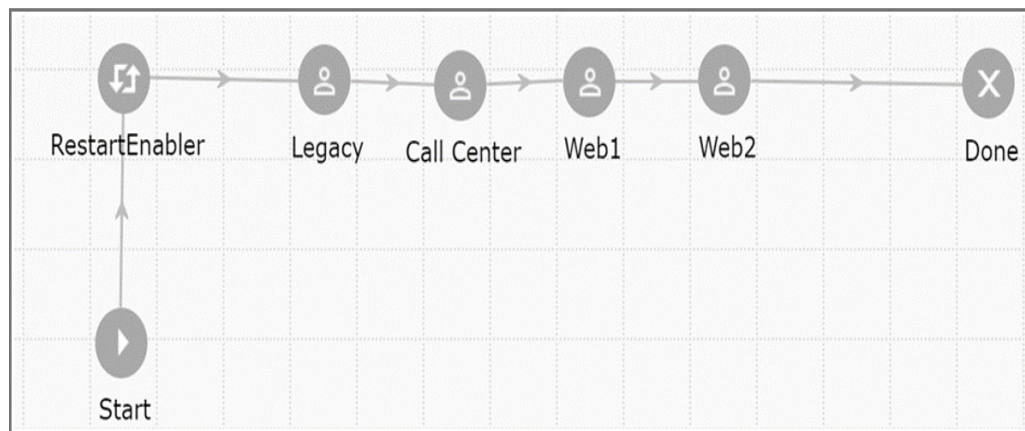 RestartEnabler
Legacy
Call Center
Web1
Web2
Done
Start